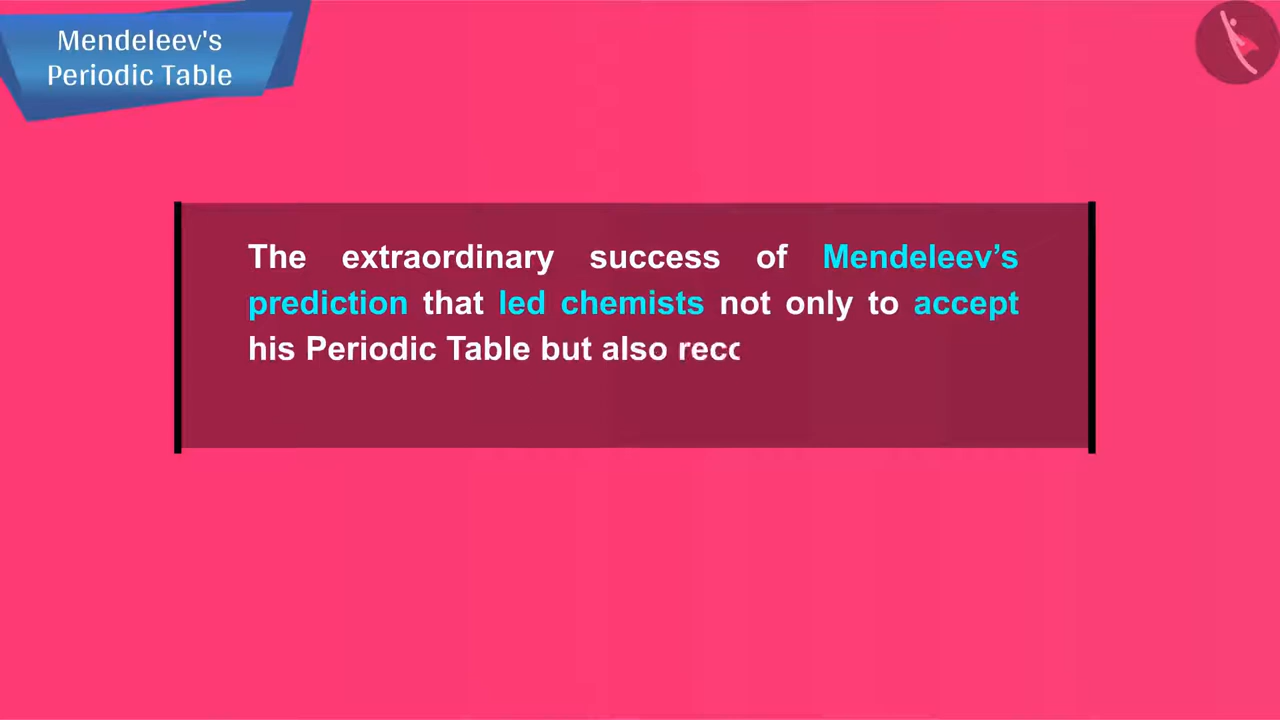 Mendeleev's
Periodic Table
The extraordinary success of Mendeleev’s
prediction that led chemists not only to accept
his Periodic Table but also